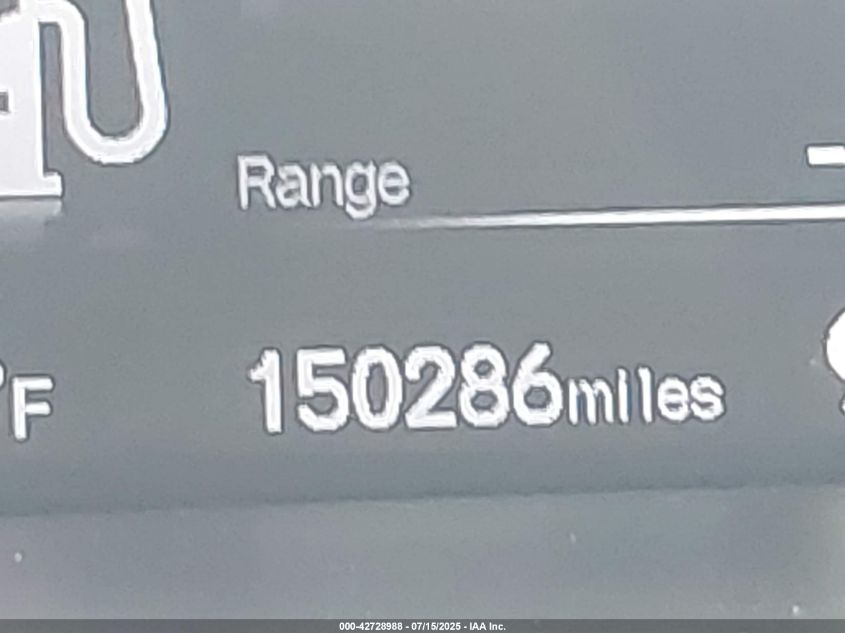 Range
°F
150286miles
000-42728988 - 07/15/2025 - IAA Inc.